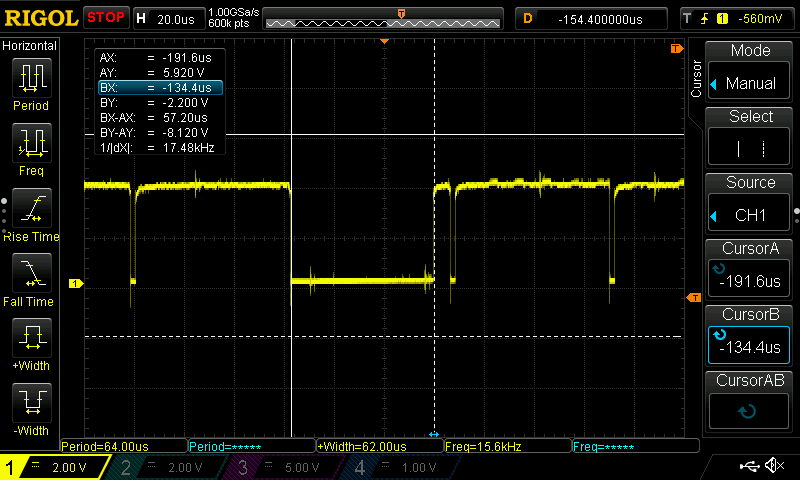 RIGOL STOP H 20.0us 1.00GSa/s 600k pts T D -154.400000us T 1 -560mV
Horizontal
Period
Freq
Rise Time
Fall Time
+Width
-Width
AX: = -191.6us
AY: = 5.920 V
BX: = -134.4us
BY: = -2.200 V
BX-AX: = 57.20us
BY-AY: = -8.120 V
1/|dX|: = 17.48kHz
T
1
T
Cursor
Mode
Manual
Select
Source
CH1
CursorA
-191.6us
CursorB
-134.4us
CursorAB
Period=64.00us Period=***** +Width=62.00us Freq=15.6kHz Freq=*****
1 = 2.00 V 2 = 2.00 V 3 = 5.00 V 4 = 1.00 V